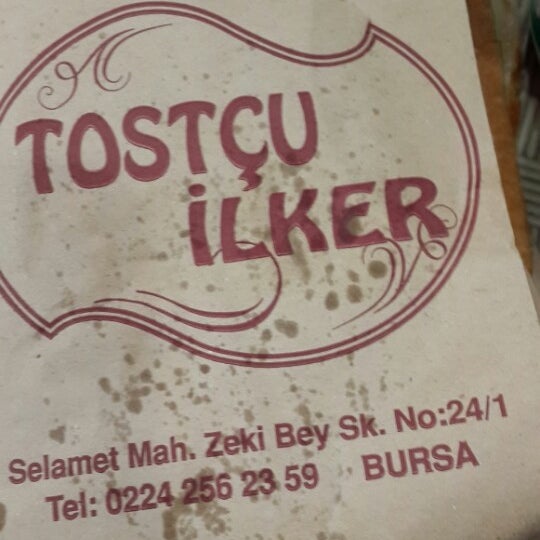 TOSTÇU
İLKER
Selamet Mah. Zeki Bey Sk. No:24/1
Tel: 0224 256 23 59 BURSA